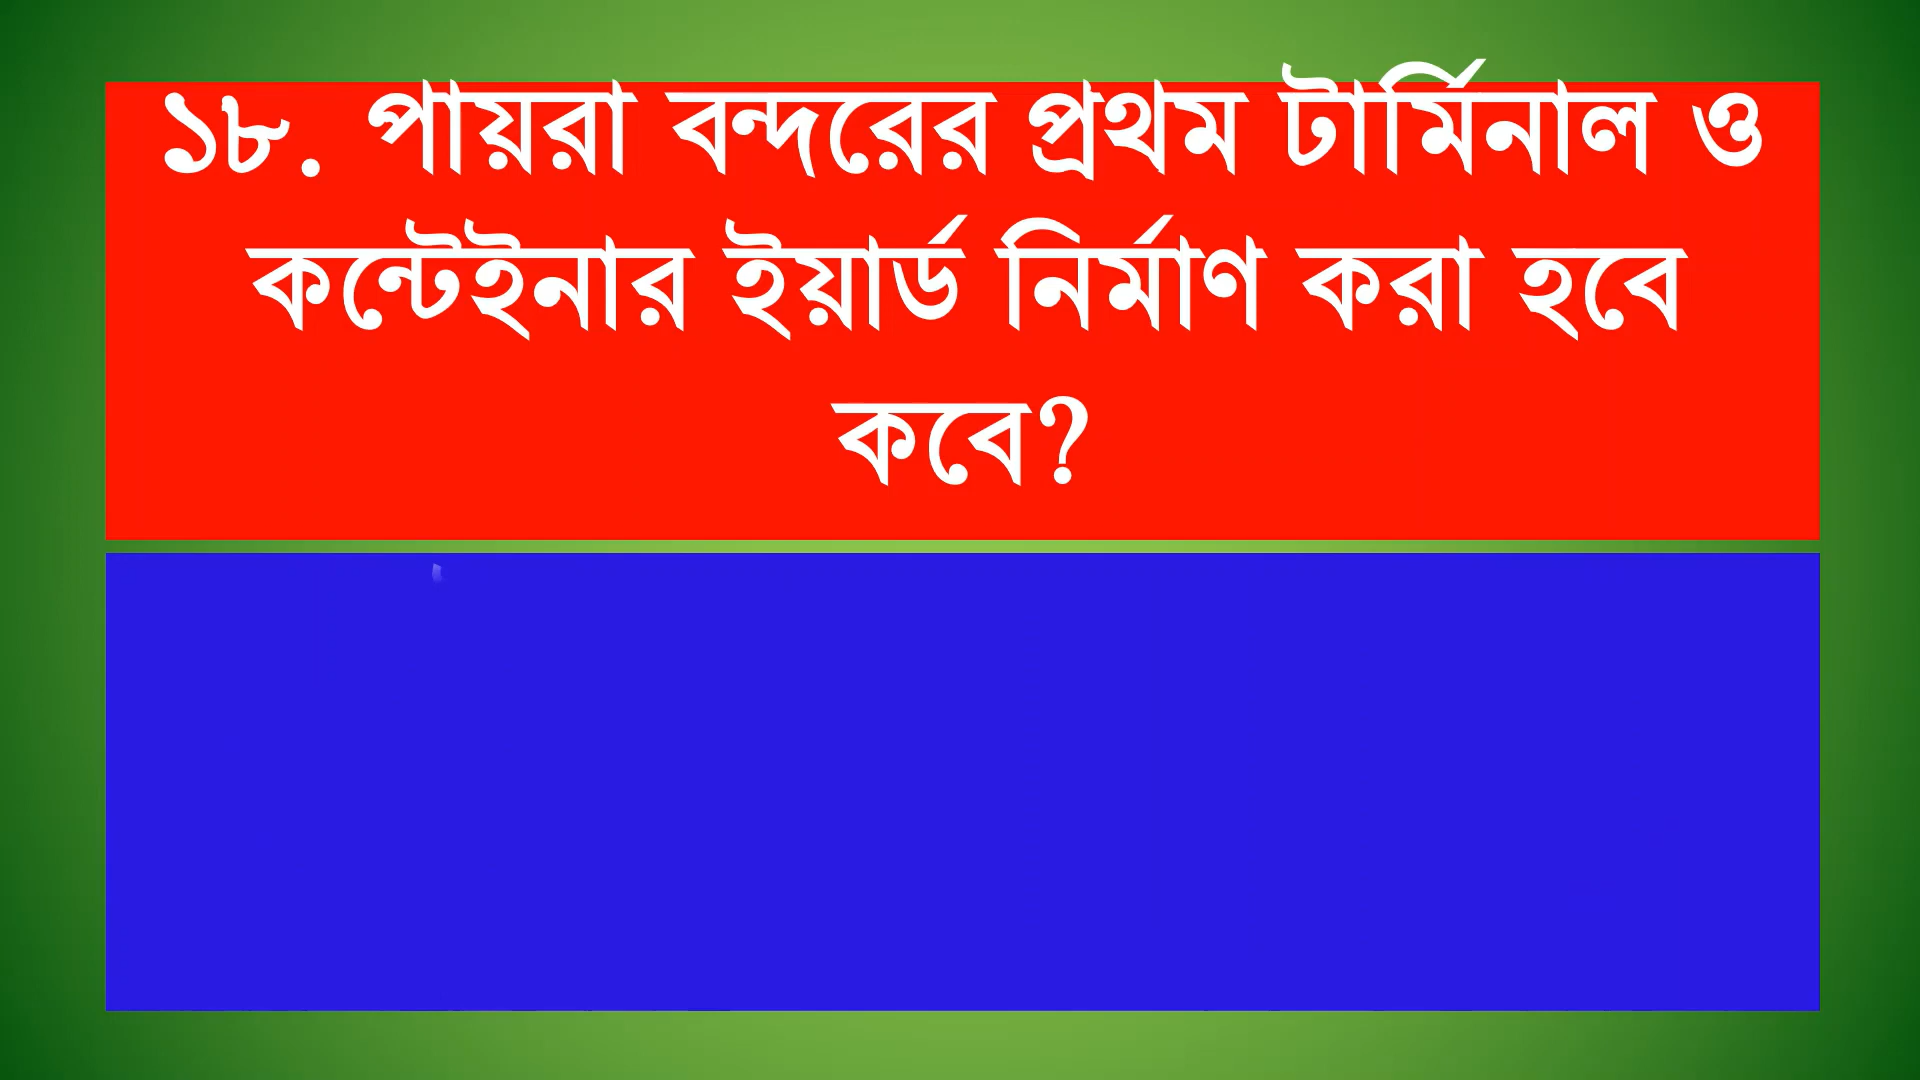 ১৮. পায়রা বন্দরের প্রথম টার্মিনাল ও
কন্টেইনার ইয়ার্ড নির্মাণ করা হবে
কবে?